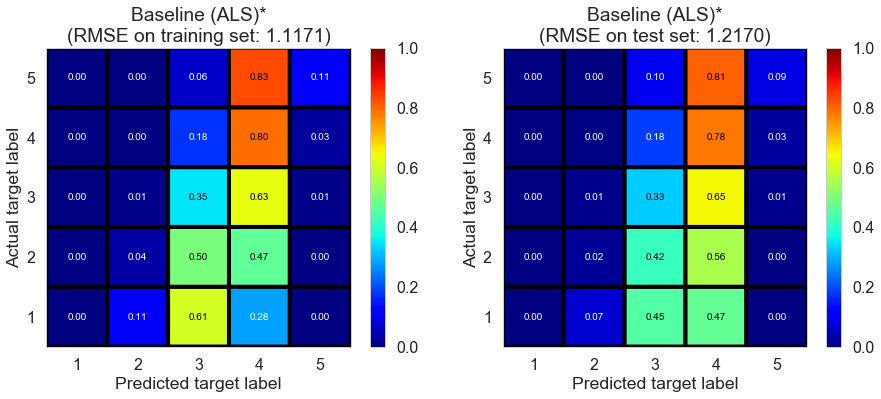 Baseline (ALS)*
(RMSE on training set: 1.1171)
Actual target label
5 0.00 0.00 0.06 0.83 0.11
4 0.00 0.00 0.18 0.80 0.03
3 0.00 0.01 0.35 0.63 0.01
2 0.00 0.04 0.50 0.47 0.00
1 0.00 0.11 0.61 0.28 0.00
1 2 3 4 5
Predicted target label
1.0
0.8
0.6
0.4
0.2
0.0
Baseline (ALS)*
(RMSE on test set: 1.2170)
Actual target label
5 0.00 0.00 0.10 0.81 0.09
4 0.00 0.00 0.18 0.78 0.03
3 0.00 0.01 0.33 0.65 0.01
2 0.00 0.02 0.42 0.56 0.00
1 0.00 0.07 0.45 0.47 0.00
1 2 3 4 5
Predicted target label
1.0
0.8
0.6
0.4
0.2
0.0